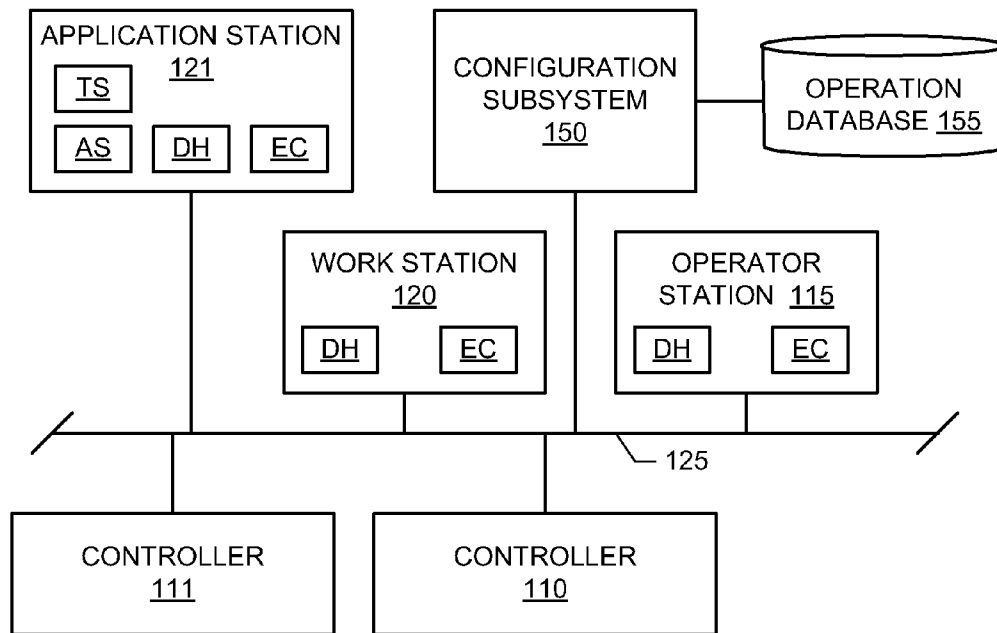 APPLICATION STATION
121
TS
AS DH EC
CONFIGURATION
SUBSYSTEM
150
OPERATION
DATABASE 155
WORK STATION
120
DH EC
OPERATOR
STATION 115
DH EC
125
CONTROLLER
111
CONTROLLER
110